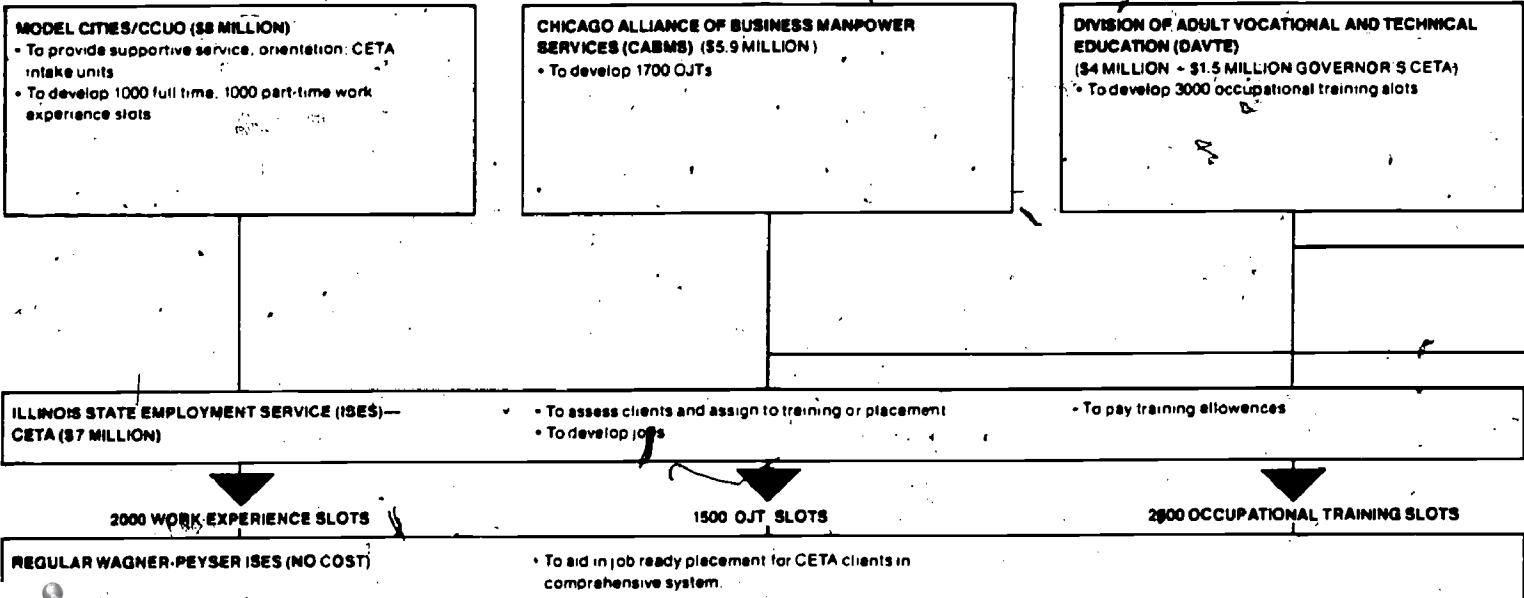 MODEL CITIES/CCUO ($8 MILLION)
• To provide supportive service, orientation; CETA
intake units
• To develop 1000 full time, 1000 part-time work
experience slots
CHICAGO ALLIANCE OF BUSINESS MANPOWER
SERVICES (CABMS) ($5.9 MILLION)
• To develop 1700 OJTs
DIVISION OF ADULT VOCATIONAL AND TECHNICAL
EDUCATION (DAVTE)
($4 MILLION + $1.5 MILLION GOVERNOR'S CETA)
• To develop 3000 occupational training slots
ILLINOIS STATE EMPLOYMENT SERVICE (ISES)—
CETA ($7 MILLION)
• To assess clients and assign to training or placement
• To develop jobs
• To pay training allowences
2000 WORK-EXPERIENCE SLOTS
1500 OJT SLOTS
OCCUPATIONAL TRAINING SLOTS
REGULAR WAGNER-PEYSER ISES (NO COST)
• To aid in job ready placement for CETA clients in
comprehensive system.